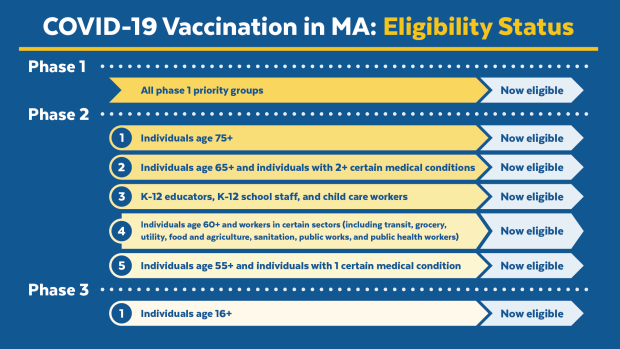 COVID-19 Vaccination in MA: Eligibility Status
Phase 1
All phase 1 priority groups Now eligible
Phase 2
1 Individuals age 75+ Now eligible
2 Individuals age 65+ and individuals with 2+ certain medical conditions Now eligible
3 K-12 educators, K-12 school staff, and child care workers Now eligible
4 Individuals age 60+ and workers in certain sectors (including transit, grocery,
utility, food and agriculture, sanitation, public works, and public health workers) Now eligible
5 Individuals age 55+ and individuals with 1 certain medical condition Now eligible
Phase 3
1 Individuals age 16+ Now eligible